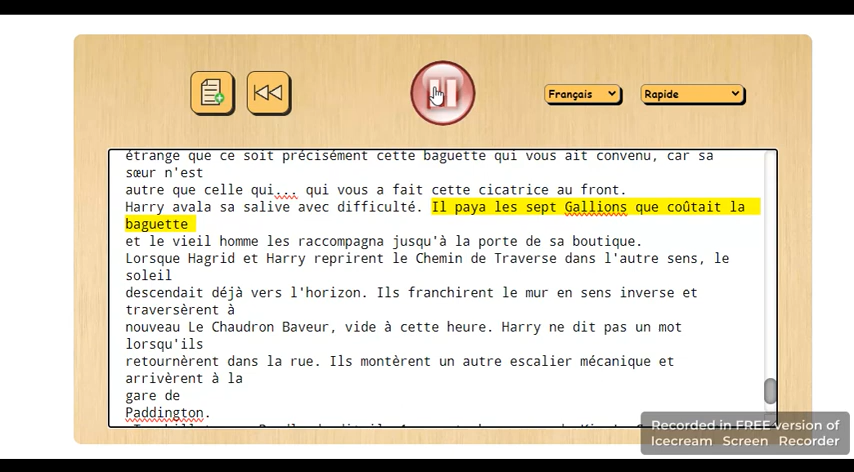 Français
Rapide
étrange que ce soit précisément cette baguette qui vous ait convenu, car sa
sœur n'est
autre que celle qui... qui vous a fait cette cicatrice au front.
Harry avala sa salive avec difficulté. Il paya les sept Gallions que coûtait la
baguette
et le vieil homme les raccompagna jusqu'à la porte de sa boutique.
Lorsque Hagrid et Harry reprirent le Chemin de Traverse dans l'autre sens, le
soleil
descendait déjà vers l'horizon. Ils franchirent le mur en sens inverse et
traversèrent à
nouveau Le Chaudron Baveur, vide à cette heure. Harry ne dit pas un mot
lorsqu'ils
retournèrent dans la rue. Ils montèrent un autre escalier mécanique et
arrivèrent à la
gare de
Paddington.
Recorded in FREE version of
Icecream Screen Recorder